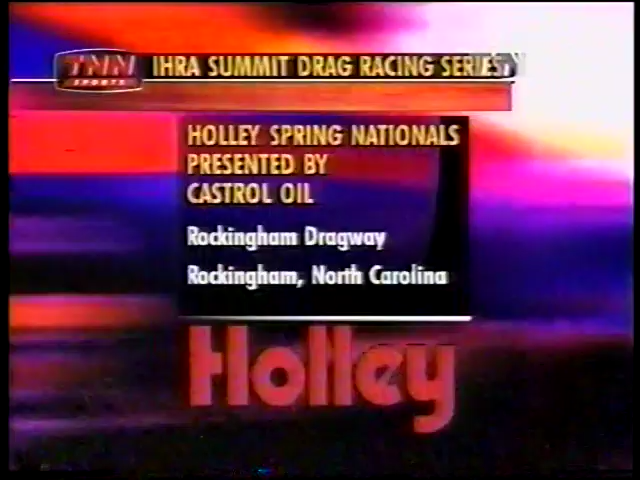 TNN
SPORTS
IHRA SUMMIT DRAG RACING SERIES
HOLLEY SPRING NATIONALS
PRESENTED BY
CASTROL OIL
Rockingham Dragway
Rockingham, North Carolina
Holley